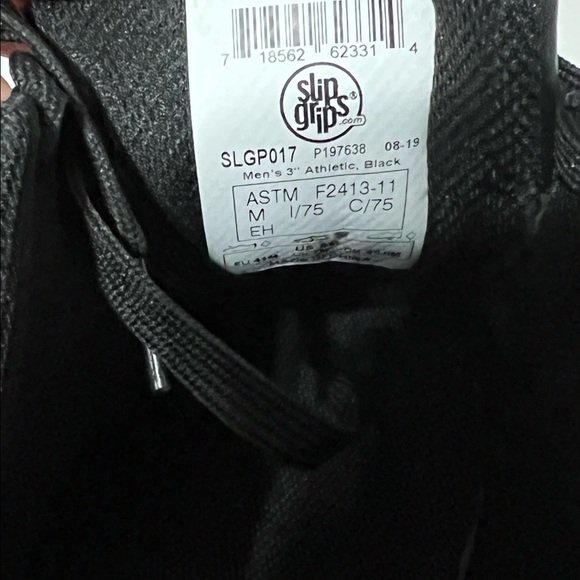 7 18562 62331 4
slip
grips®
.com
SLGP017 P197638 08-19
Men's 3" Athletic, Black
ASTM F2413-11
M I/75 C/75
EH